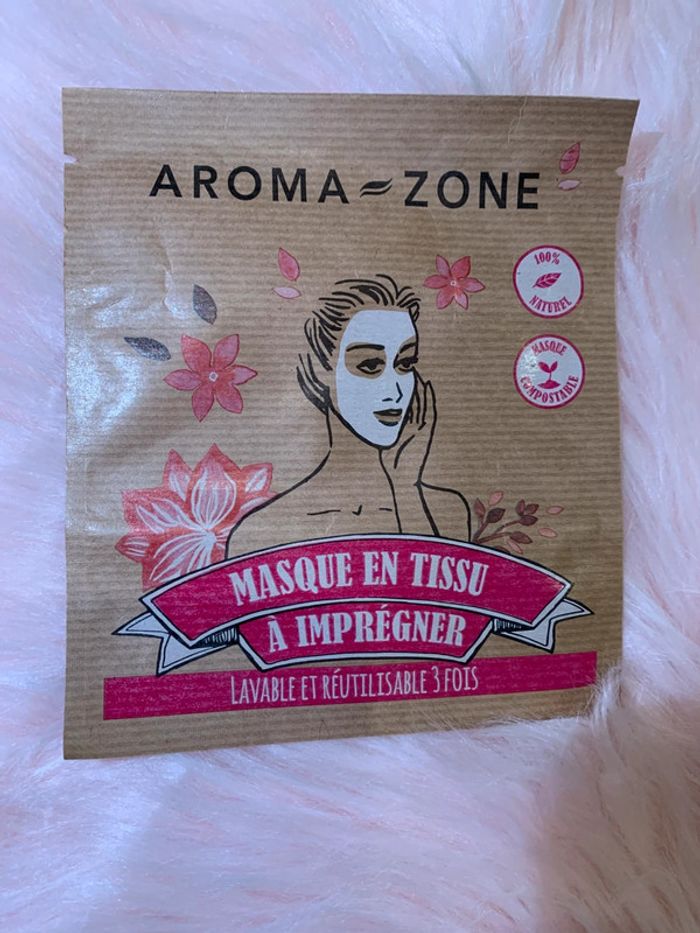 AROMA-ZONE
100%
NATUREL
MASQUE
COMPOSTABLE
MASQUE EN TISSU
À IMPRÉGNER
LAVABLE ET RÉUTILISABLE 3 FOIS